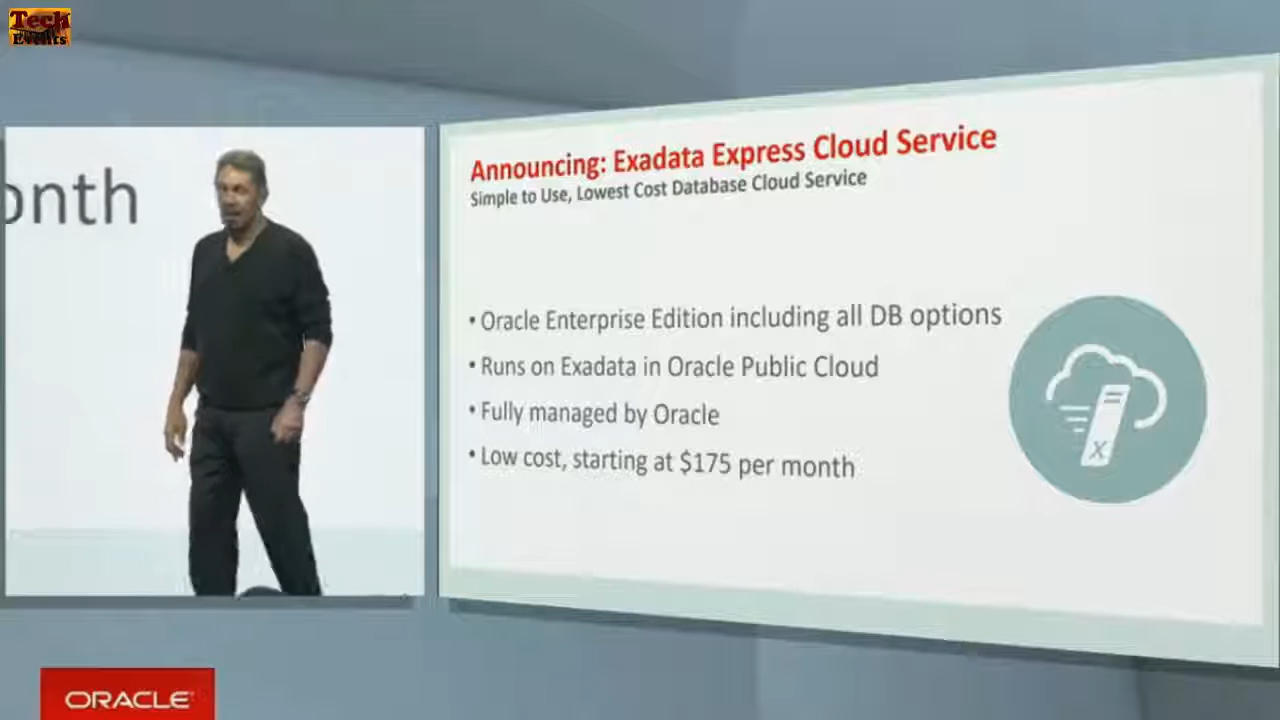 Tech
Events
onth
Announcing: Exadata Express Cloud Service
Simple to Use, Lowest Cost Database Cloud Service
• Oracle Enterprise Edition including all DB options
• Runs on Exadata in Oracle Public Cloud
• Fully managed by Oracle
• Low cost, starting at $175 per month
X
ORACLE